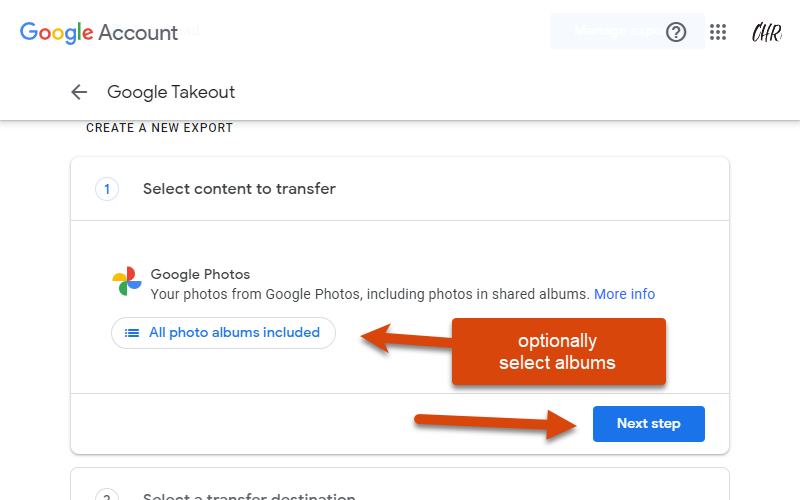 Google Account
Manage expo
CHR
Google Takeout
CREATE A NEW EXPORT
1
Select content to transfer
Google Photos
Your photos from Google Photos, including photos in shared albums. More info
All photo albums included
optionally
select albums
Next step
2
Select a transfer destination